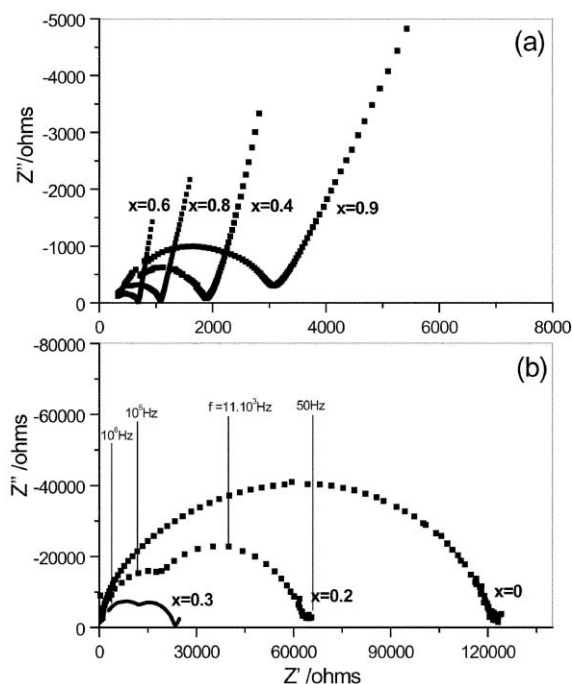 (a)
-5000
-4000
-3000
-2000
-1000
0
Z''/ohms
x=0.6
x=0.8
x=0.4
x=0.9
0 2000 4000 6000 8000
(b)
-80000
-60000
-40000
-20000
0
Z'' /ohms
10⁶Hz
10⁵Hz
f =11.10³Hz
50Hz
x=0.3
x=0.2
x=0
0 30000 60000 90000 120000
Z' /ohms